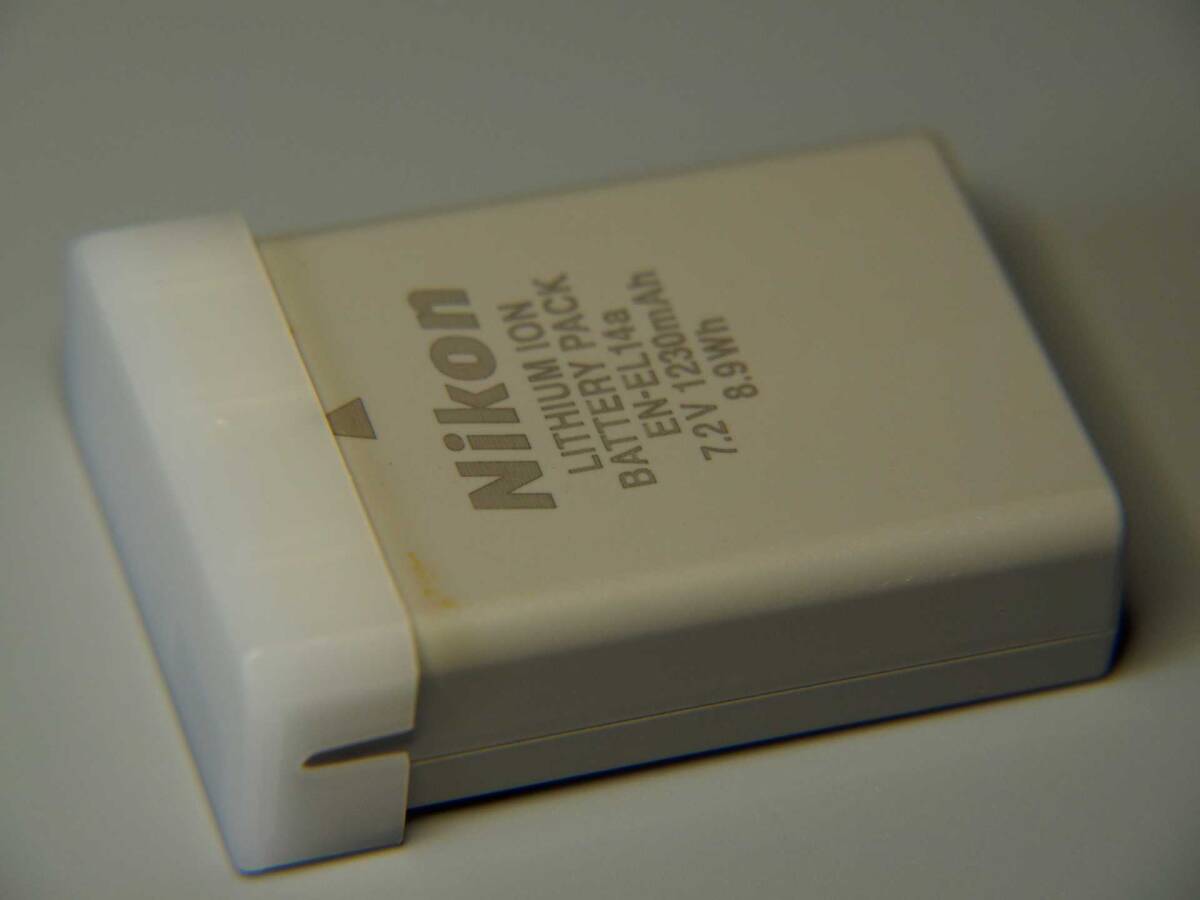 Nikon
LITHIUM ION
BATTERY PACK
EN-EL14a
7.2V 1230mAh
8.9Wh